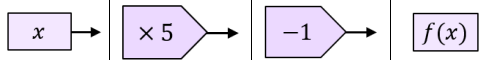 x × 5 −1 f(x)